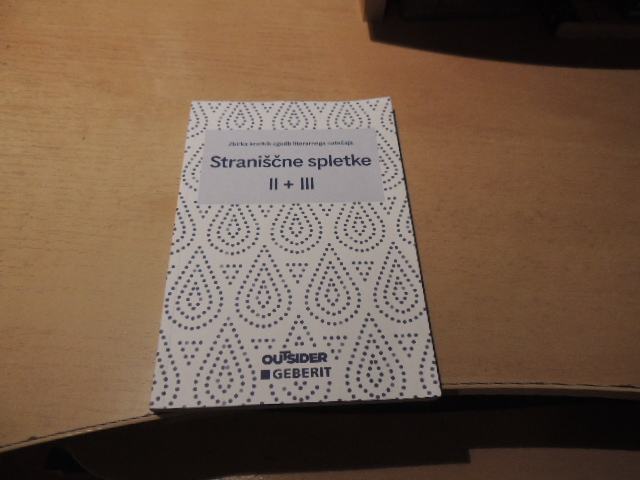 Zbirka kratkih zgodb literarnega natečaja
Straniščne spletke
II + III
OUTSIDER
GEBERIT